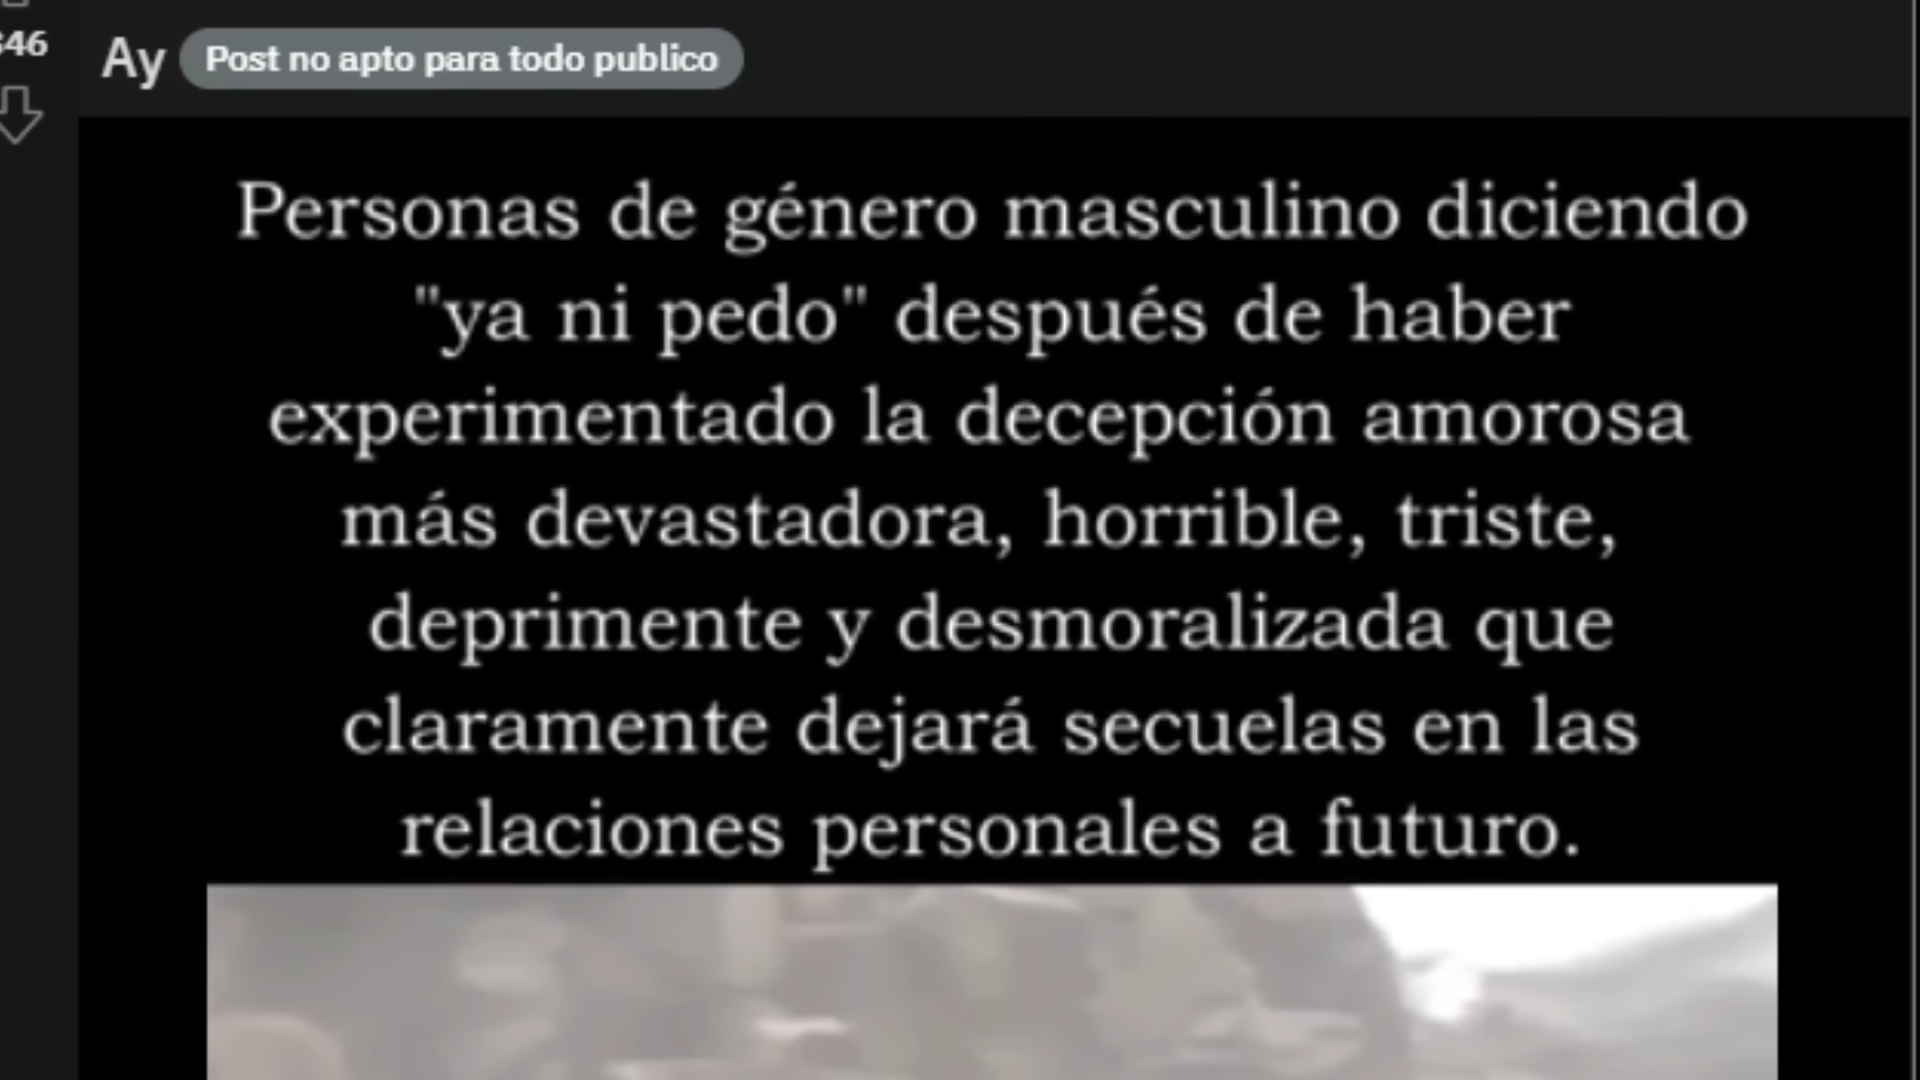 Ay Post no apto para todo publico
Personas de género masculino diciendo
"ya ni pedo" después de haber
experimentado la decepción amorosa
más devastadora, horrible, triste,
deprimente y desmoralizada que
claramente dejará secuelas en las
relaciones personales a futuro.